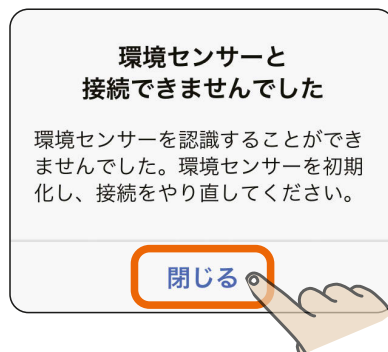 環境センサーと
接続できませんでした
環境センサーを認識することができ
ませんでした。環境センサーを初期
化し、接続をやり直してください。
閉じる